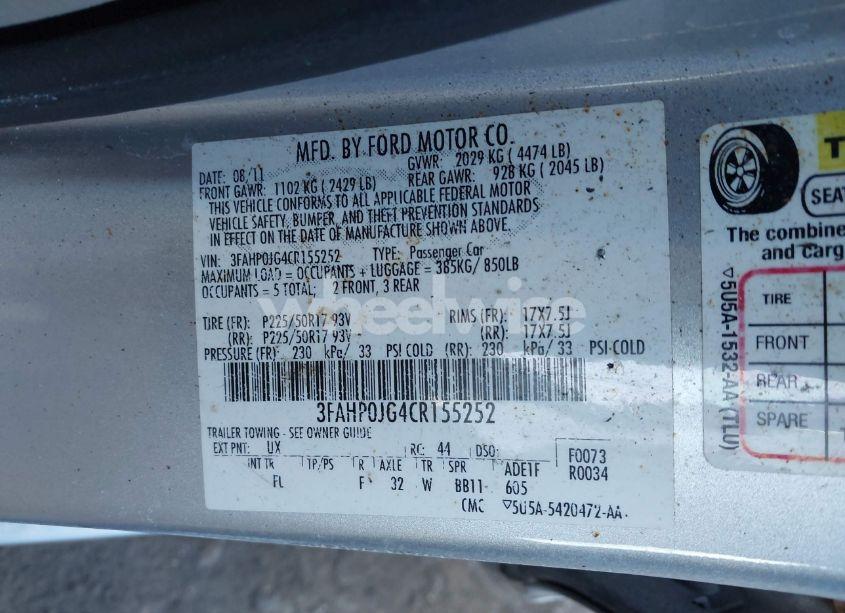 MFD. BY FORD MOTOR CO.
DATE: 08/11 GVWR: 2029 KG (4474 LB)
FRONT GAWR: 1102 KG (2429 LB) REAR GAWR: 928 KG (2045 LB)
THIS VEHICLE CONFORMS TO ALL APPLICABLE FEDERAL MOTOR
VEHICLE SAFETY, BUMPER, AND THEFT PREVENTION STANDARDS
IN EFFECT ON THE DATE OF MANUFACTURE SHOWN ABOVE.
VIN: 3FAHP0JG4CR155252 TYPE: Passenger Car
MAXIMUM LOAD = OCCUPANTS + LUGGAGE = 385KG/ 850LB
OCCUPANTS = 5 TOTAL; 2 FRONT, 3 REAR
wheelwire
TIRE (FR): P225/50R17 93V RIMS (FR): 17X7.5J
(RR): P225/50R17 93V (RR): 17X7.5J
PRESSURE (FR): 230 kPa/ 33 PSI COLD (RR): 230 kPa/ 33 PSI COLD
3FAHP0JG4CR155252
TRAILER TOWING - SEE OWNER GUIDE
EXT PNT: UX RC: 44 DSO: F0073
INT TR TP/PS R AXLE TR SPR ADE1F R0034
FL F 32 W BB11 605
CMC ▽5U5A-5420472-AA
SEAT
The combine
and carg
▽5U5A-1532-AA (TLU)
TIRE
FRONT
REAR
SPARE